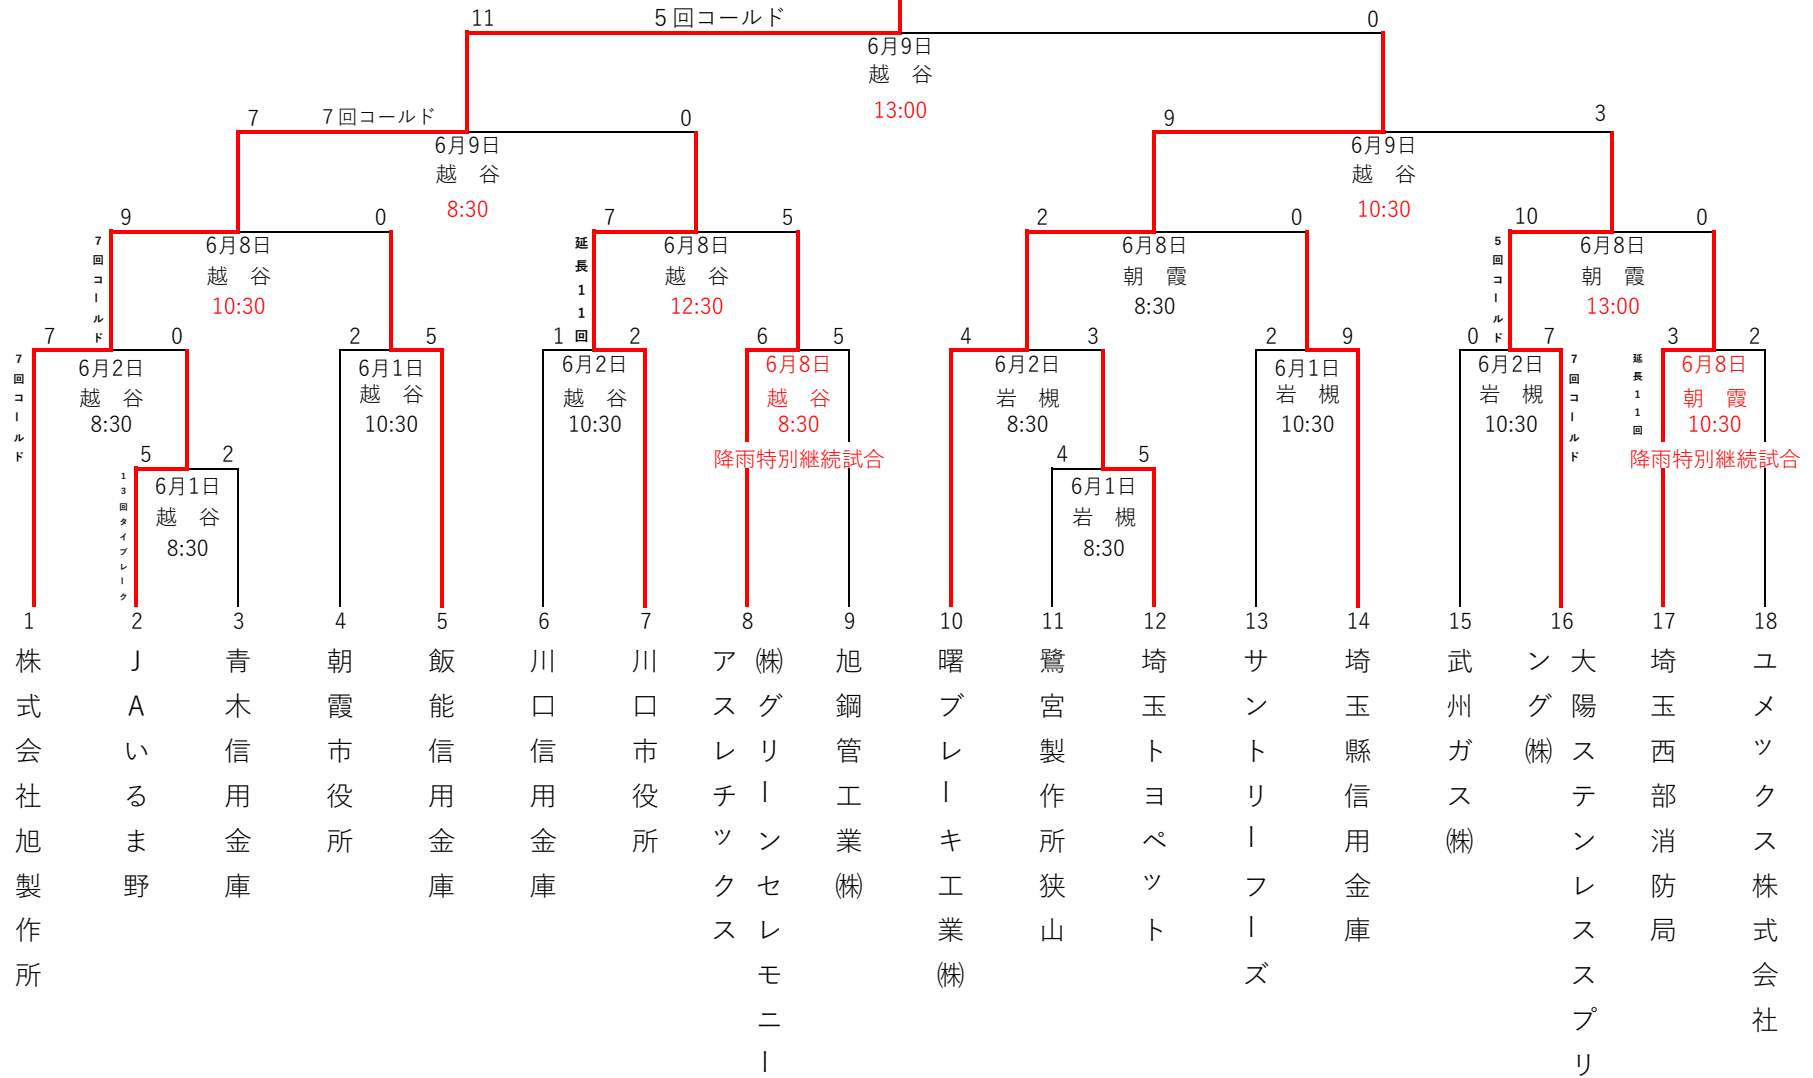 11 5回コールド 0
6月9日
越 谷
13:00
7 7回コールド 0
6月9日
越 谷
8:30
9 3
6月9日
越 谷
10:30
9 0
7回コールド
6月8日
越 谷
10:30
7 5
延長11回
6月8日
越 谷
12:30
2 0
6月8日
朝 霞
8:30
10 0
5回コールド
6月8日
朝 霞
13:00
7 0
7回コールド
6月2日
越 谷
8:30
2 5
6月1日
越 谷
10:30
1 2
6月2日
越 谷
10:30
6 5
6月8日
越 谷
8:30
降雨特別継続試合
4 3
6月2日
岩 槻
8:30
2 9
6月1日
岩 槻
10:30
0 7
7回コールド
6月2日
岩 槻
10:30
3 2
延長11回
6月8日
朝 霞
10:30
降雨特別継続試合
5 2
13回タイブレーク
6月1日
越 谷
8:30
4 5
6月1日
岩 槻
8:30
1 2 3 4 5 6 7 8 9 10 11 12 13 14 15 16 17 18
株式会社旭製作所
JAいるま野
青木信用金庫
朝霞市役所
飯能信用金庫
川口信用金庫
川口市役所
㈱グリーンセレモニー
アスレチックス
旭鋼管工業㈱
曙ブレーキ工業㈱
鷺宮製作所狭山
埼玉トヨペット
サントリーフーズ
埼玉縣信用金庫
武州ガス㈱
大陽ステンレススプリ
ング㈱
埼玉西部消防局
ユメックス株式会社